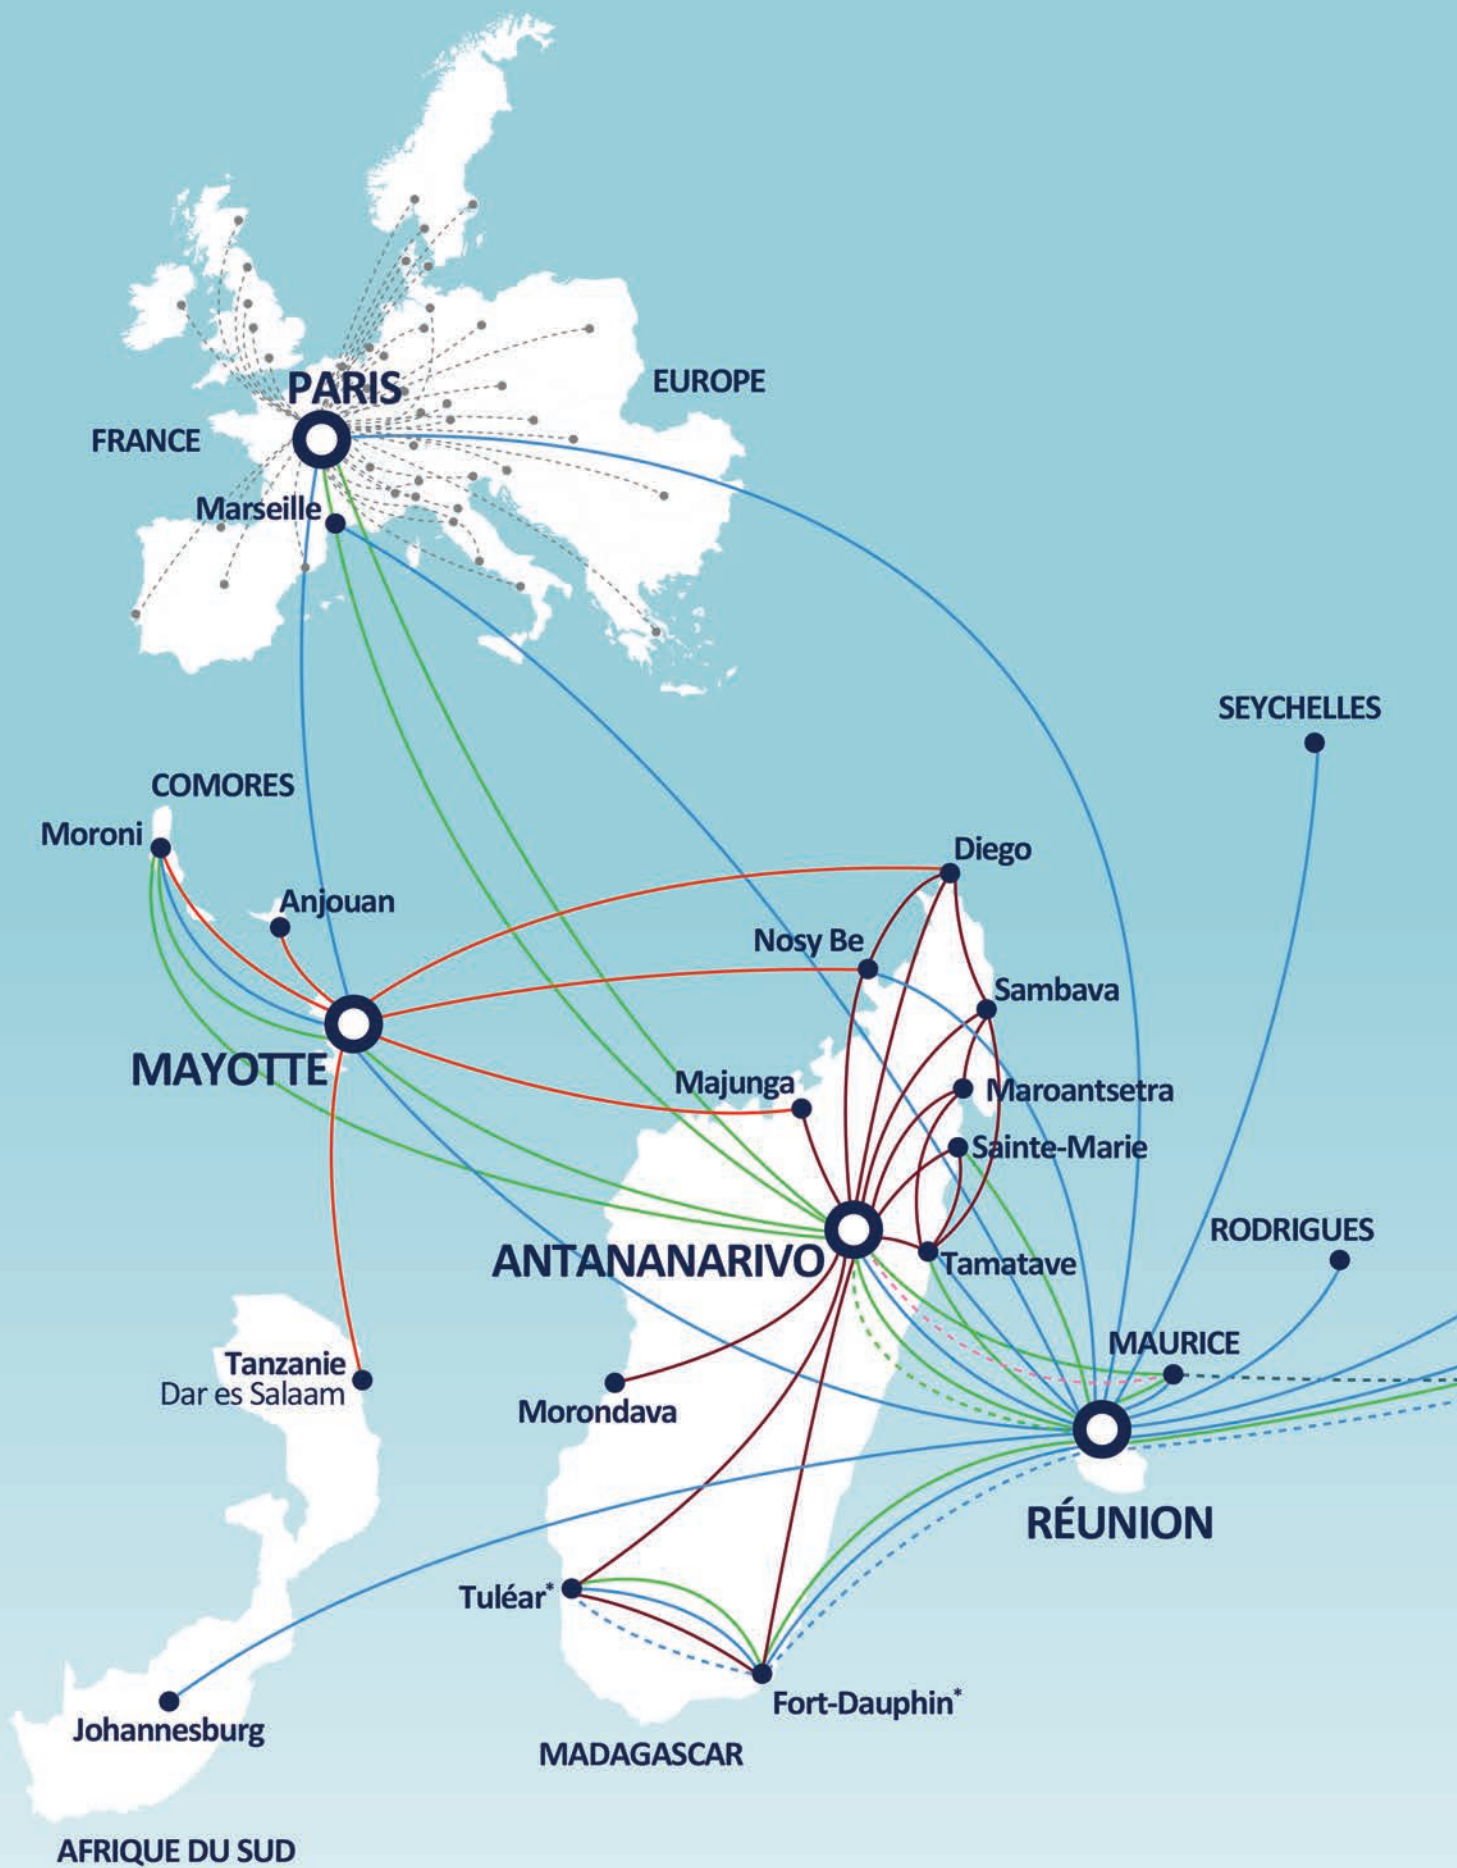 PARIS
EUROPE
FRANCE
Marseille
SEYCHELLES
COMORES
Moroni
Diego
Anjouan
Nosy Be
Sambava
MAYOTTE
Majunga
Maroantsetra
Sainte-Marie
RODRIGUES
ANTANANARIVO
Tamatave
MAURICE
Tanzanie
Dar es Salaam
Morondava
RÉUNION
Tuléar*
Fort-Dauphin*
Johannesburg
MADAGASCAR
AFRIQUE DU SUD